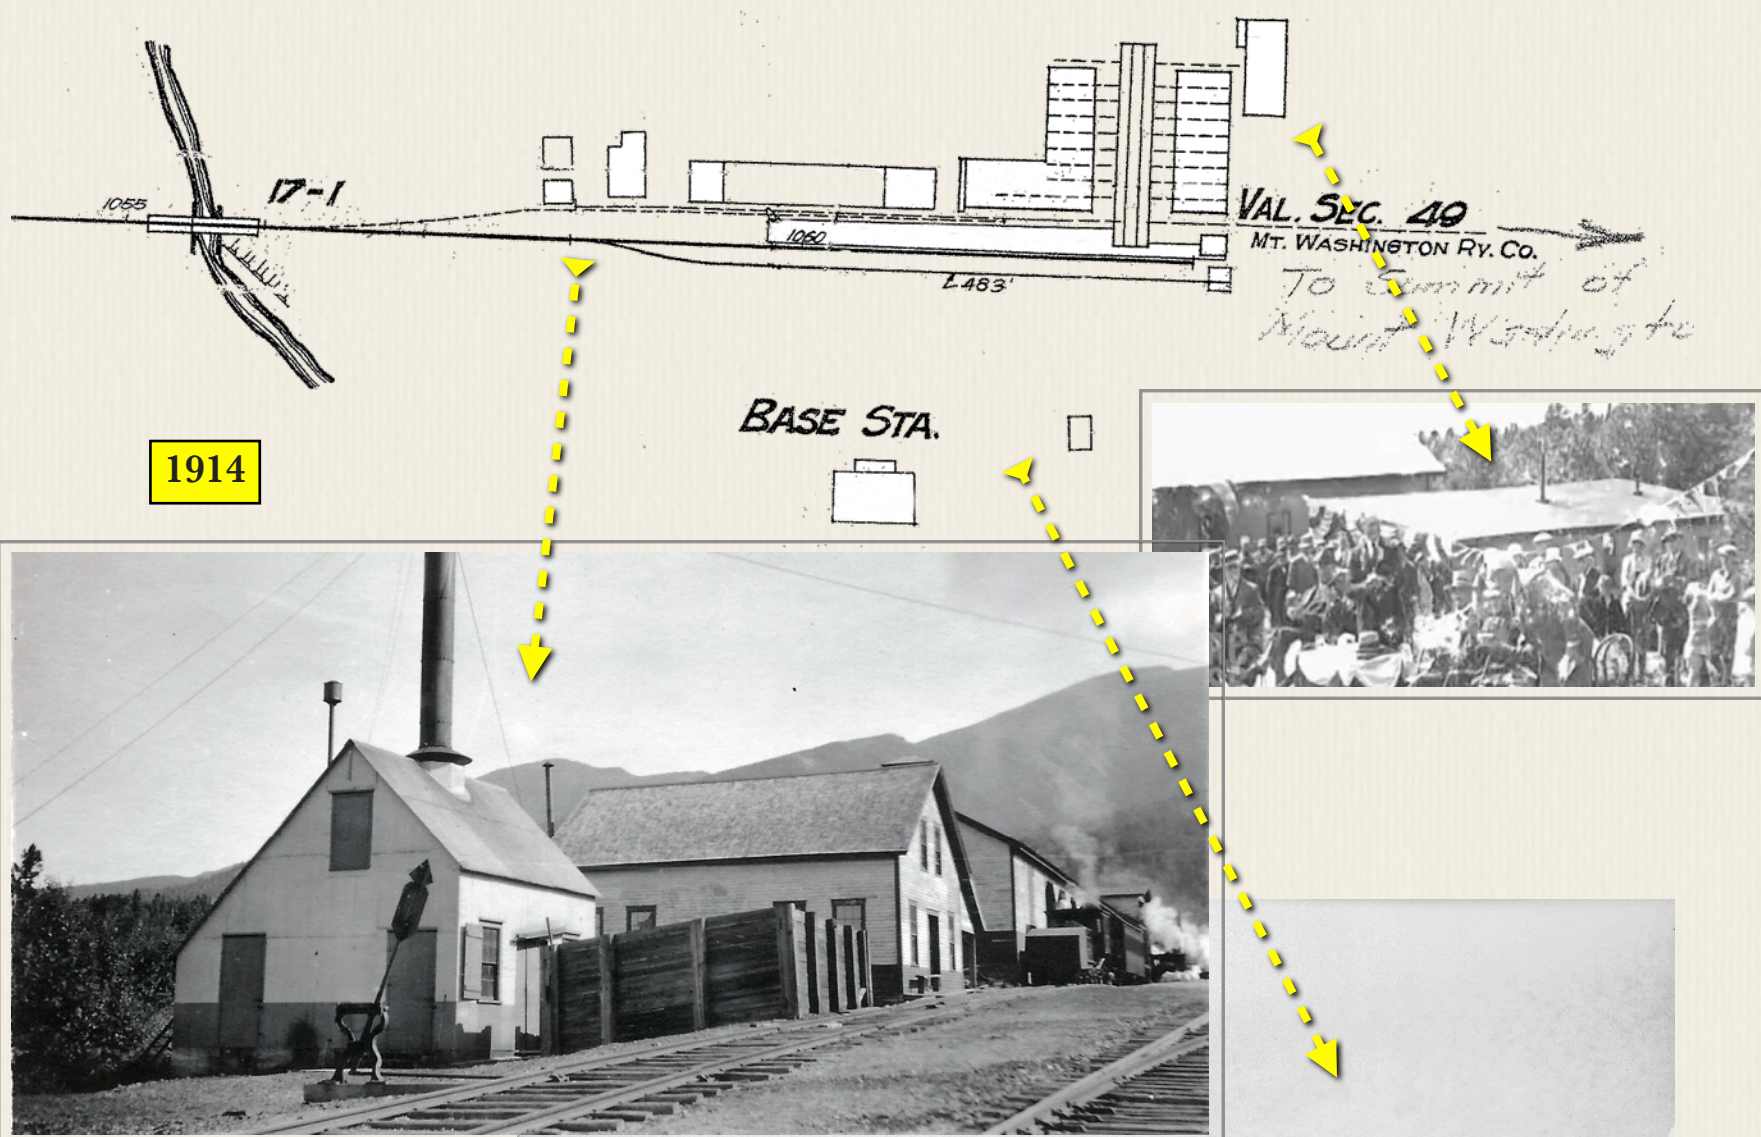 1055
17-1
1060
L 483'
VAL. SEC. 49
MT. WASHINGTON RY. CO.
To Summit of
Mount Washington
BASE STA.
1914